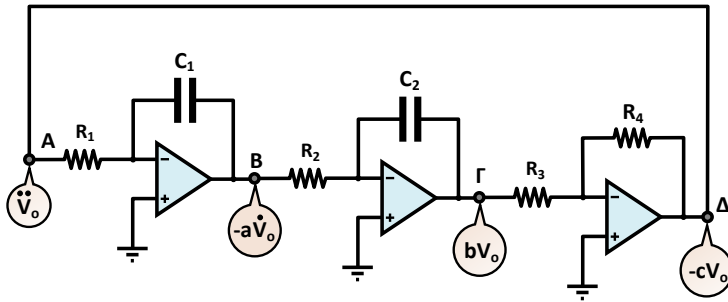 C₁
C₂
A
R₁
B
R₂
Γ
R₃
R₄
Δ
−
+
−
+
−
+
V̈ₒ
-aV̇ₒ
bVₒ
-cVₒ